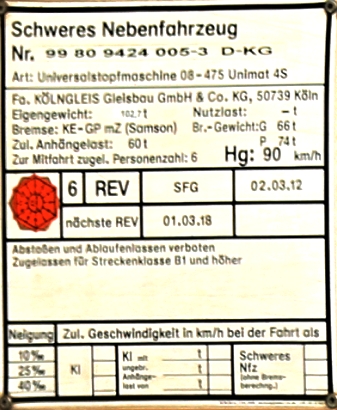 Schweres Nebenfahrzeug
Nr. 99 80 9424 005-3 D-KG
Art: Universalstopfmaschine 08-475 Unimat 4S
Fa. KÖLNGLEIS Gleisbau GmbH & Co. KG, 50739 Köln
Eigengewicht: 102,7t Nutzlast: -t
Bremse: KE-GP mZ (Samson) Br.-Gewicht:G 66t
Zul. Anhängelast: 60t P 74t
Zur Mitfahrt zugel. Personenzahl: 6 Hg: 90 km/h
6 REV SFG 02.03.12
nächste REV 01.03.18
Abstoßen und Ablaufenlassen verboten
Zugelassen für Streckenklasse B1 und höher
Neigung Zul. Geschwindigkeit in km/h bei der Fahrt als
10‰ Kl mit t Schweres
25‰ Kl ungebr. t Nfz
Anhänge- (ohne Brems-
40‰ last von t berechng.)